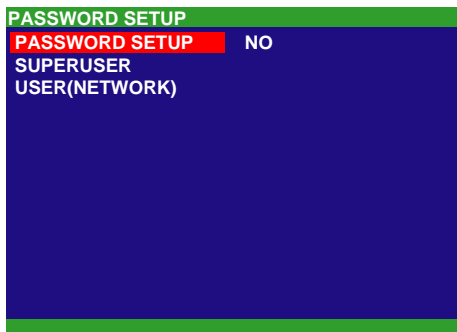 PASSWORD SETUP
PASSWORD SETUP NO
SUPERUSER
USER(NETWORK)